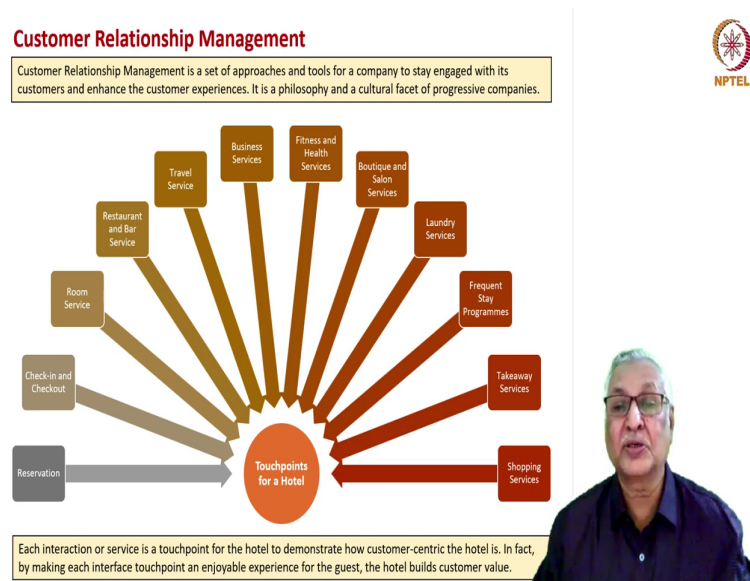 Customer Relationship Management
NPTEL
Customer Relationship Management is a set of approaches and tools for a company to stay engaged with its
customers and enhance the customer experiences. It is a philosophy and a cultural facet of progressive companies.
Business
Services
Fitness and
Health
Services
Travel
Service
Boutique and
Salon
Services
Restaurant
and Bar
Service
Laundry
Services
Room
Service
Frequent
Stay
Programmes
Check-in and
Checkout
Takeaway
Services
Reservation
Touchpoints
for a Hotel
Shopping
Services
Each interaction or service is a touchpoint for the hotel to demonstrate how customer-centric the hotel is. In fact,
by making each interface touchpoint an enjoyable experience for the guest, the hotel builds customer value.